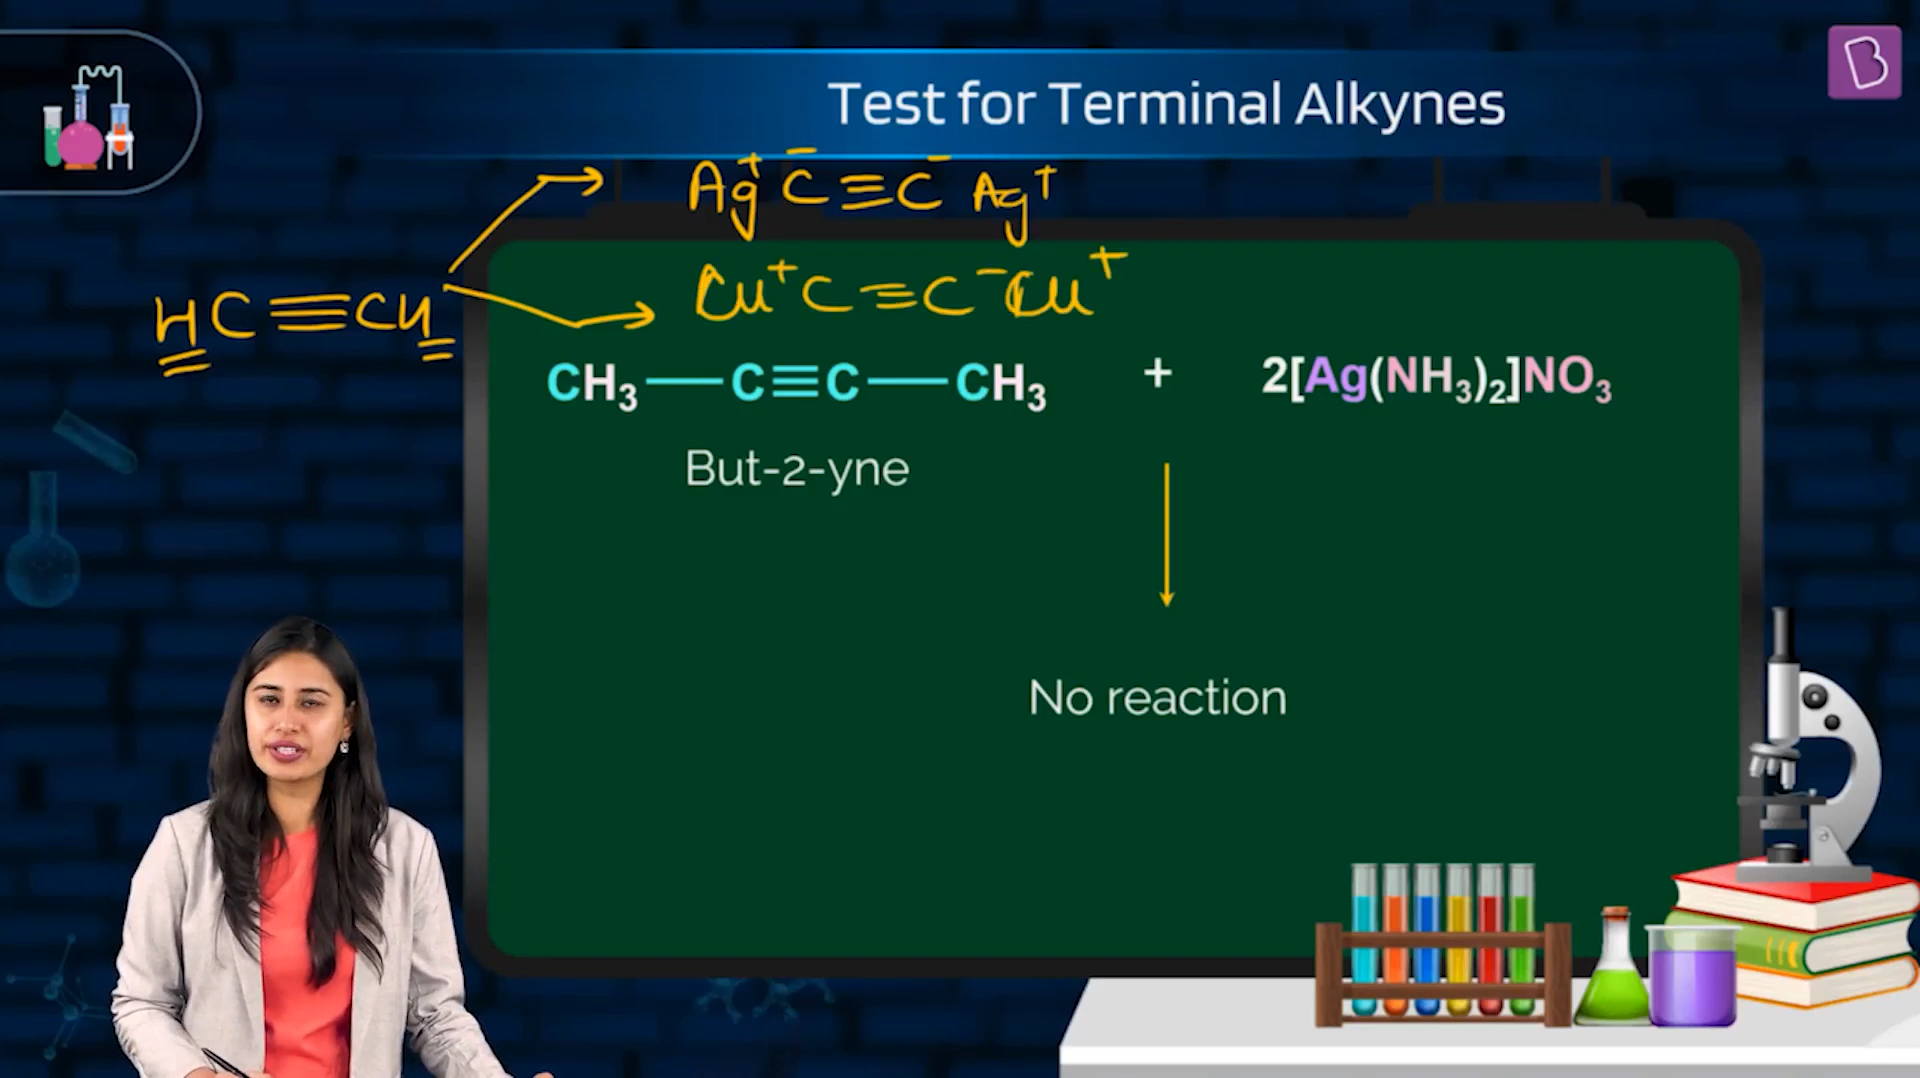 Test for Terminal Alkynes
Ag⁺ C̄≡C⁻ Ag⁺
HC≡CH
Cu⁺C≡C⁻Cu⁺
CH₃—C≡C—CH₃ + 2[Ag(NH₃)₂]NO₃
But-2-yne
No reaction